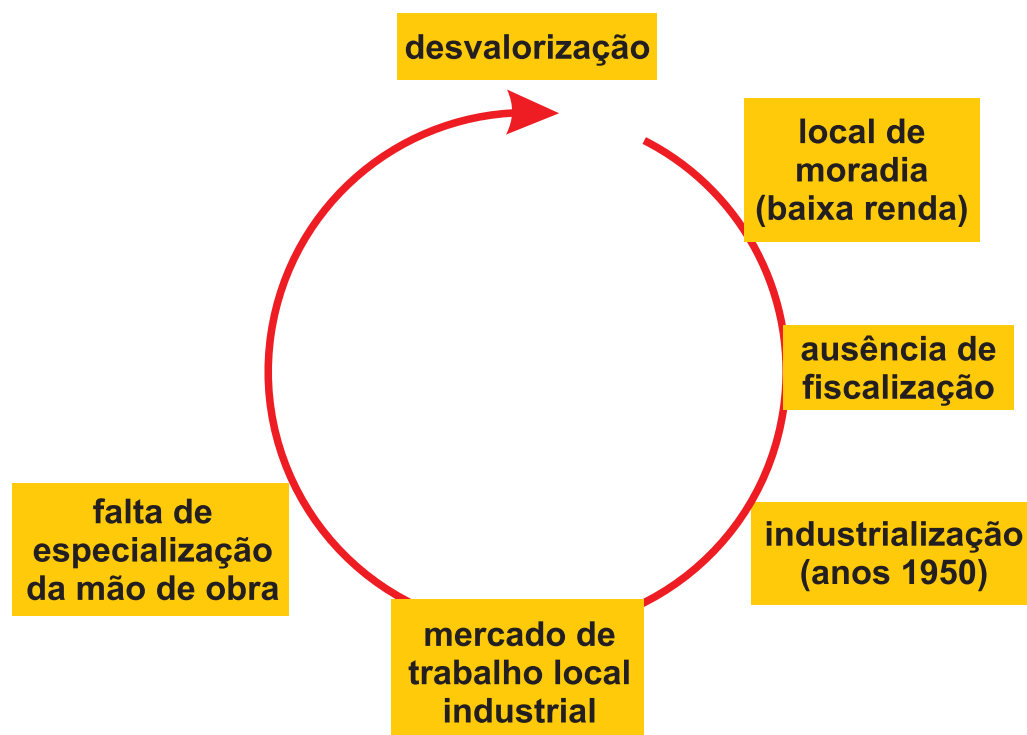 desvalorização
local de
moradia
(baixa renda)
ausência de
fiscalização
industrialização
(anos 1950)
mercado de
trabalho local
industrial
falta de
especialização
da mão de obra